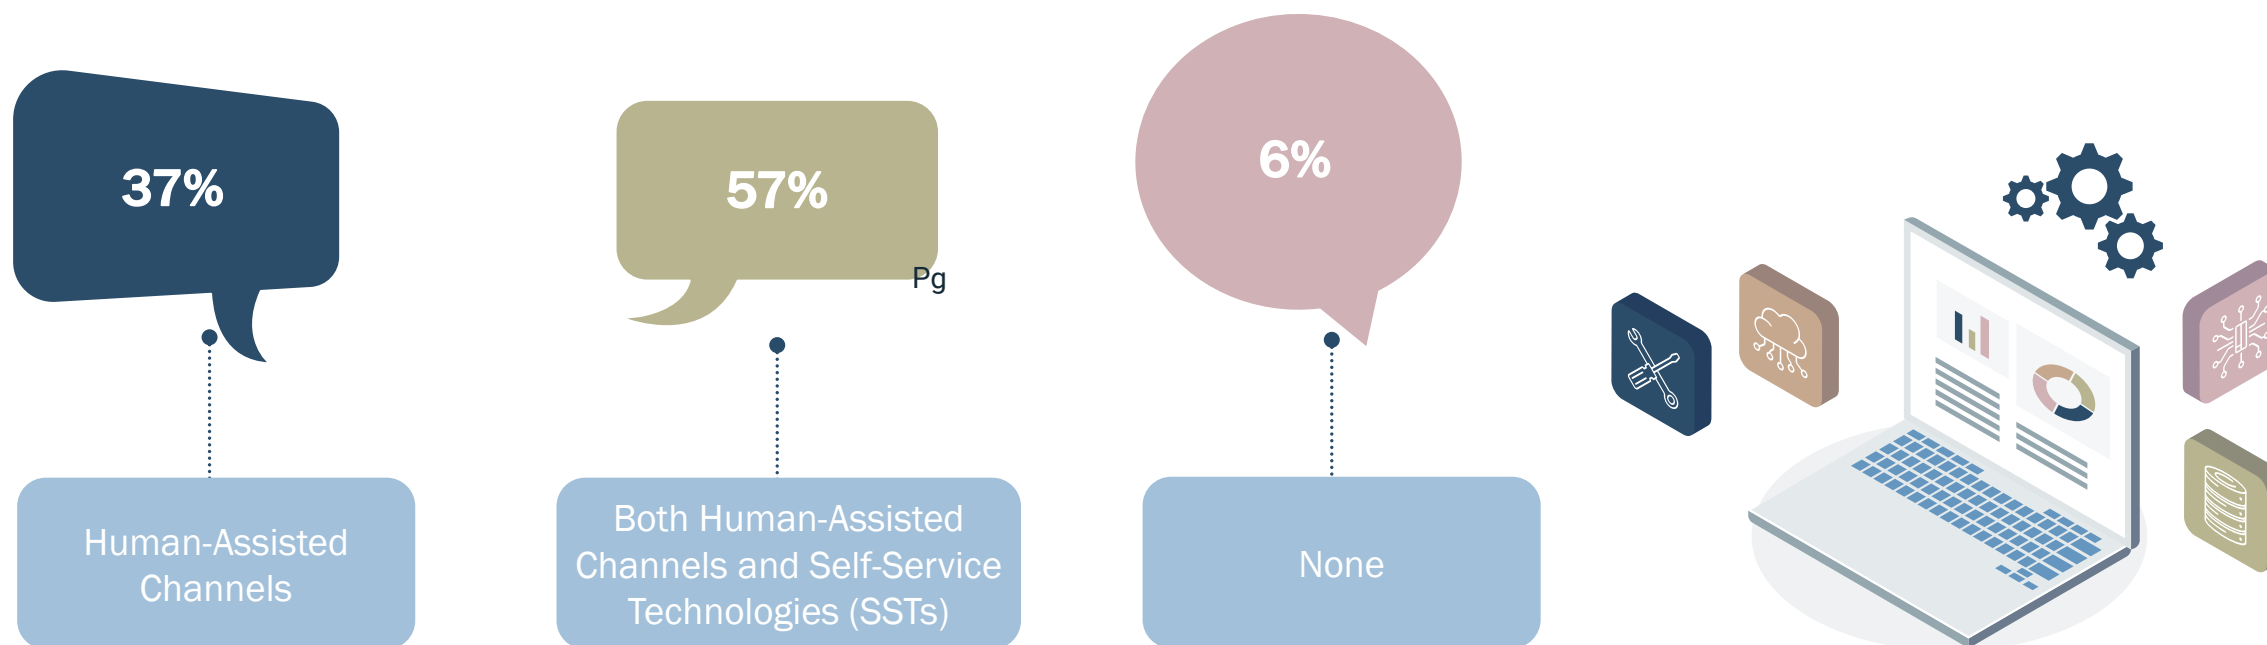 37%
57%
6%
Pg
Human-Assisted
Channels
Both Human-Assisted
Channels and Self-Service
Technologies (SSTs)
None